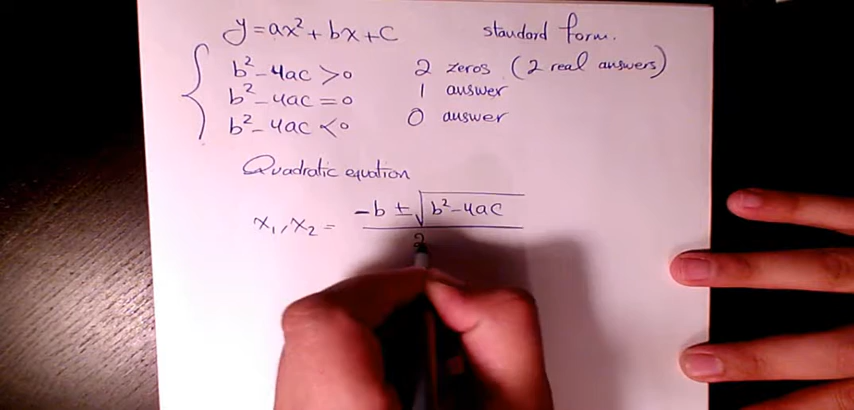 y = ax² + bx + c standard form.
b² - 4ac > 0 2 zeros (2 real answers)
b² - 4ac = 0 1 answer
b² - 4ac < 0 0 answer
Quadratic equation
x₁, x₂ = -b ± √b² - 4ac
2